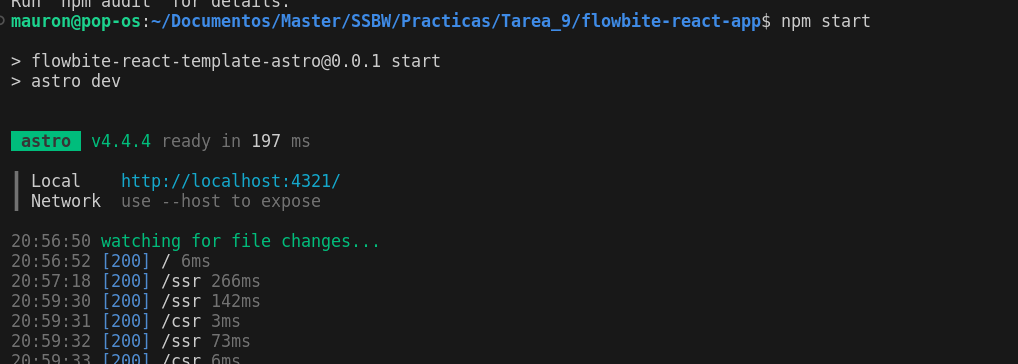 Run `npm audit` for details.
mauron@pop-os:~/Documentos/Master/SSBW/Practicas/Tarea_9/flowbite-react-app$ npm start
> flowbite-react-template-astro@0.0.1 start
> astro dev
astro v4.4.4 ready in 197 ms
Local http://localhost:4321/
Network use --host to expose
20:56:50 watching for file changes...
20:56:52 [200] / 6ms
20:57:18 [200] /ssr 266ms
20:59:30 [200] /ssr 142ms
20:59:31 [200] /csr 3ms
20:59:32 [200] /ssr 73ms
20:59:33 [200] /csr 6ms